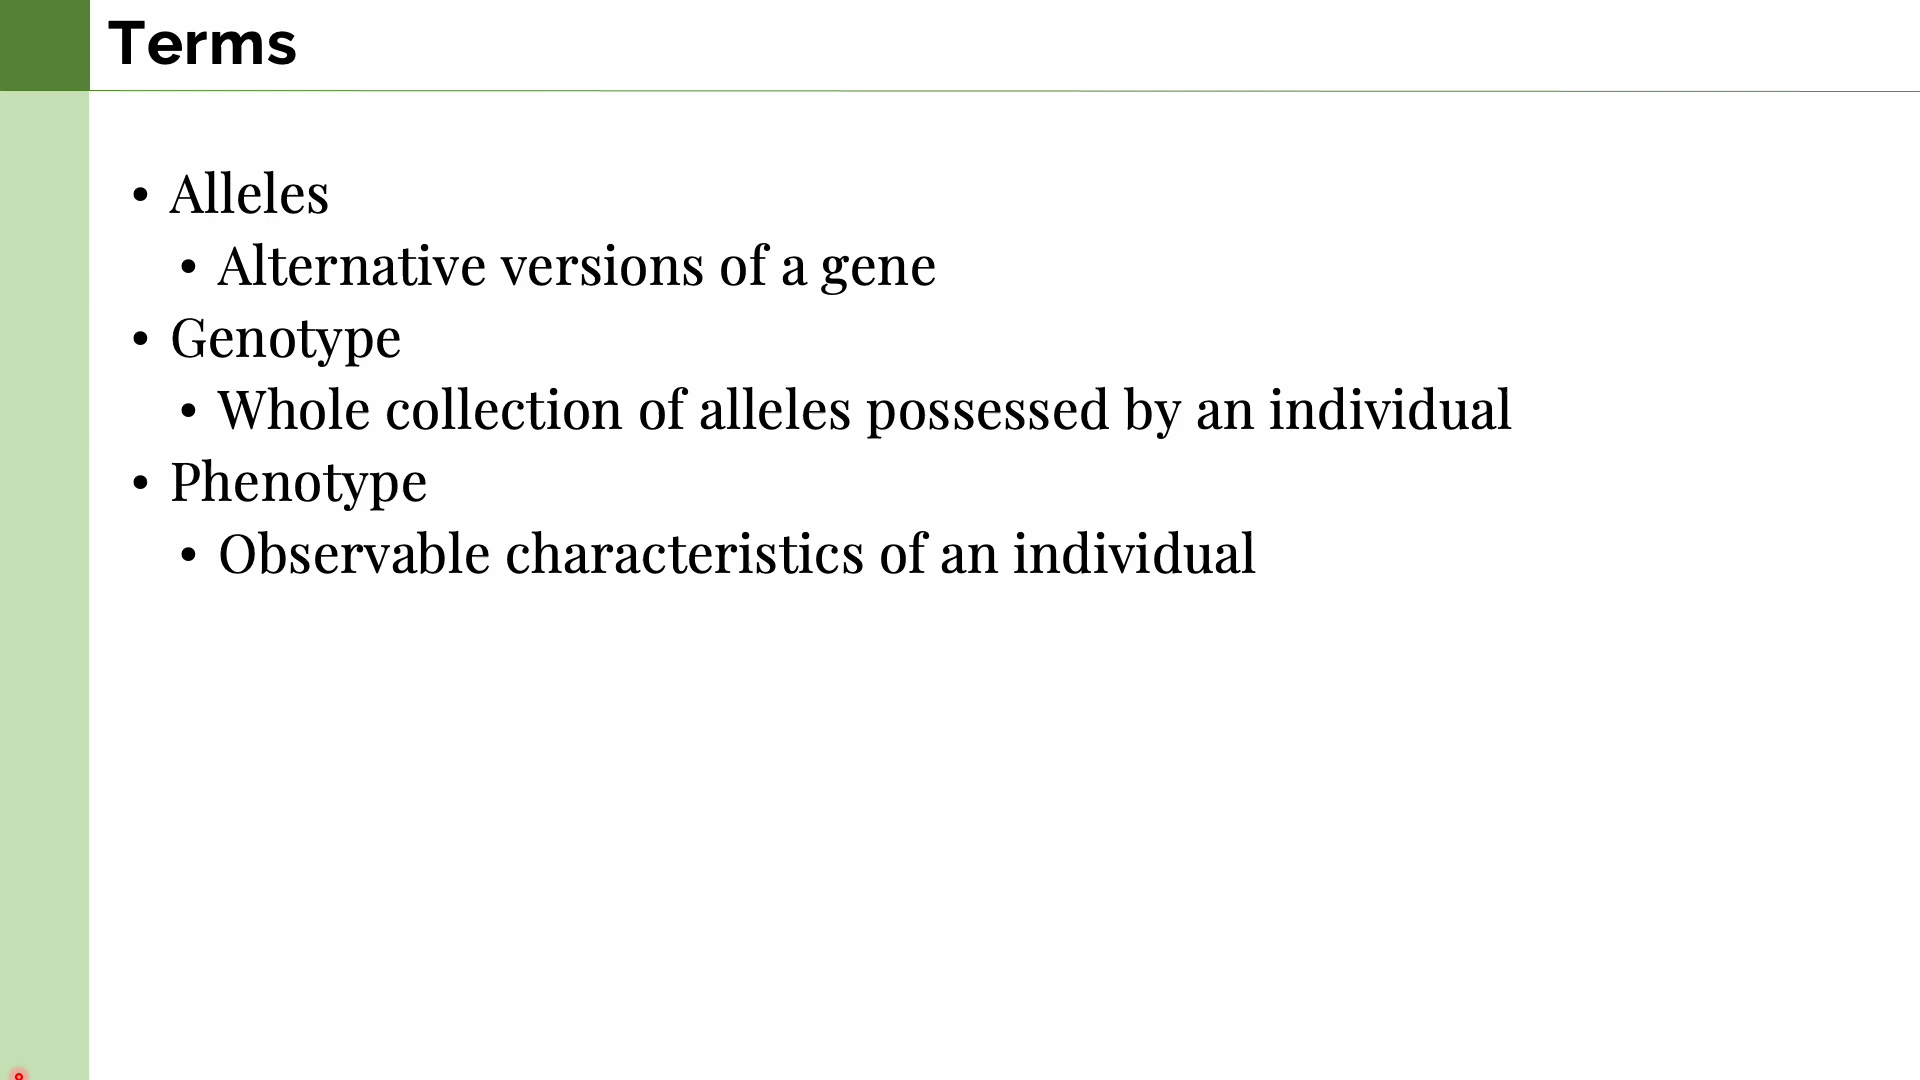 Terms
• Alleles
• Alternative versions of a gene
• Genotype
• Whole collection of alleles possessed by an individual
• Phenotype
• Observable characteristics of an individual